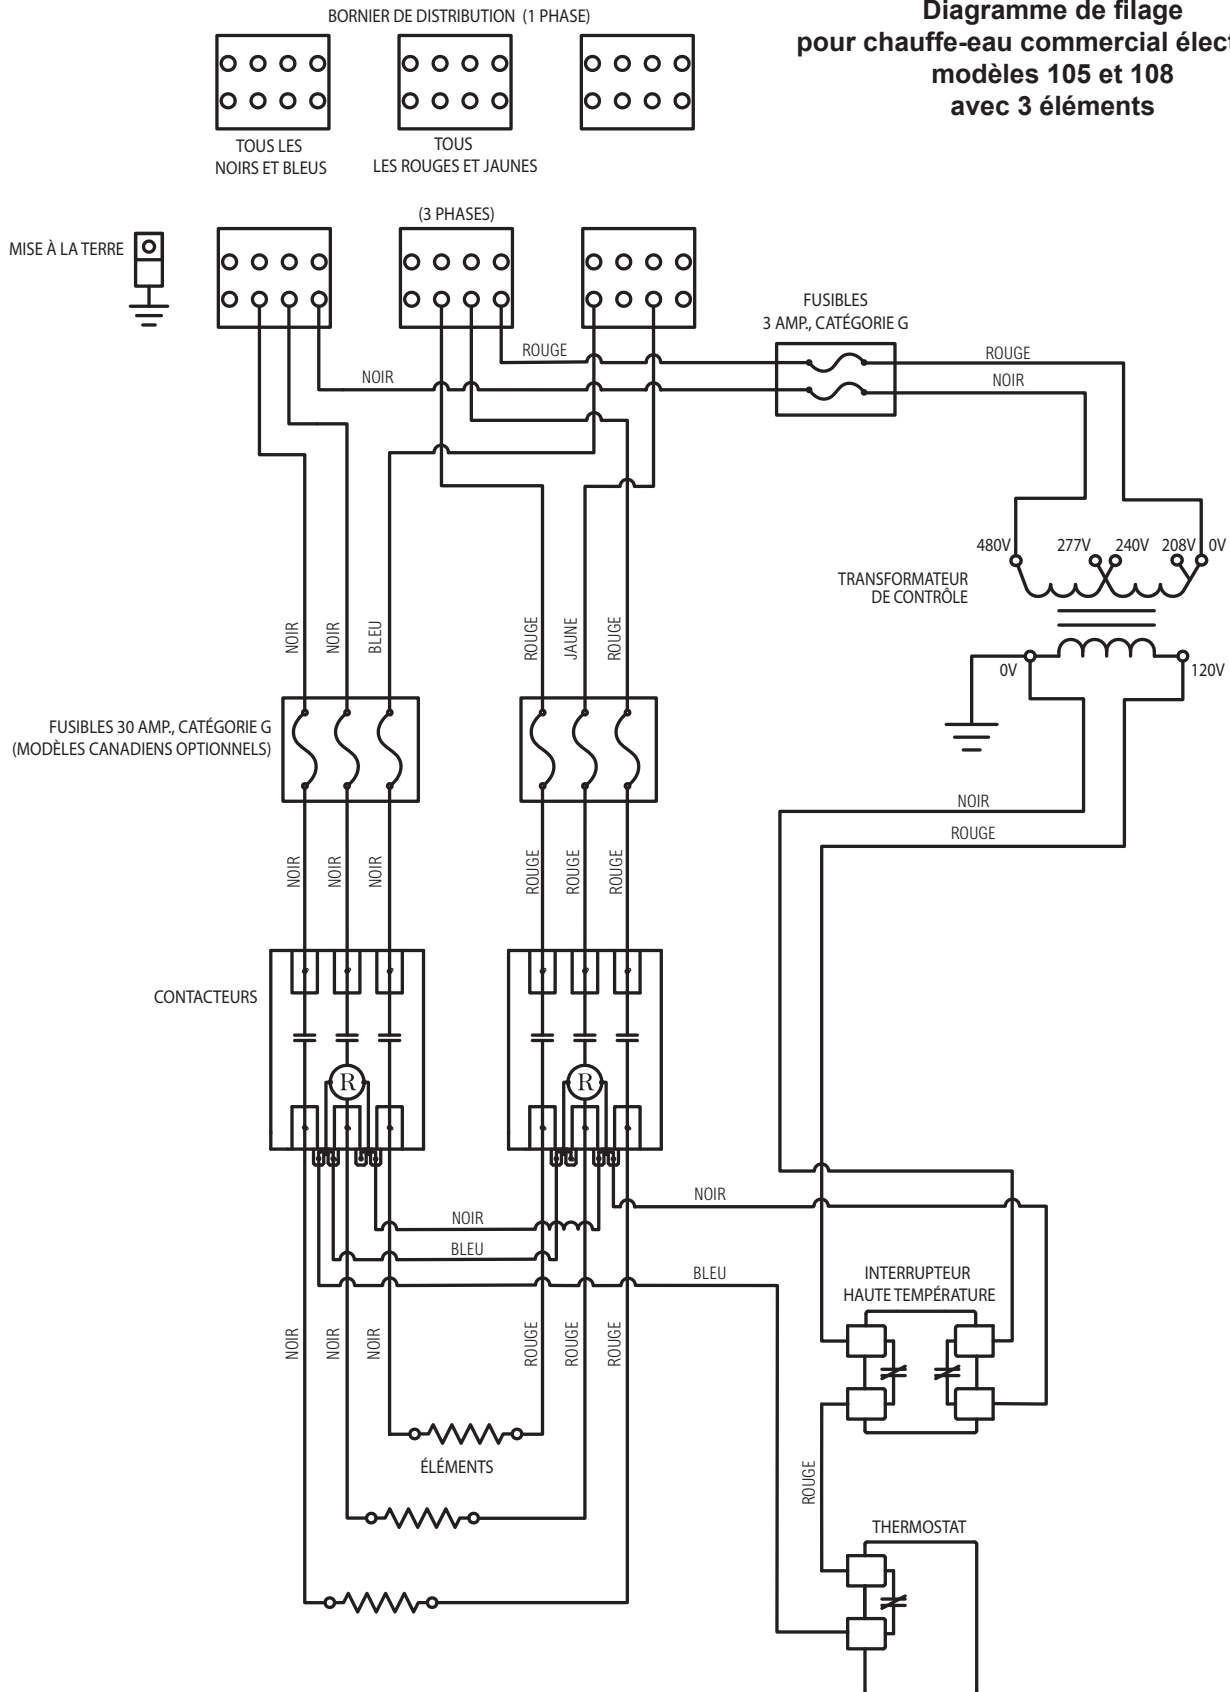 BORNIER DE DISTRIBUTION (1 PHASE)
Diagramme de filage
pour chauffe-eau commercial élect
modèles 105 et 108
avec 3 éléments
TOUS LES
NOIRS ET BLEUS
TOUS
LES ROUGES ET JAUNES
(3 PHASES)
MISE À LA TERRE
FUSIBLES
3 AMP., CATÉGORIE G
ROUGE
ROUGE
NOIR
NOIR
480V
277V
240V
208V
0V
TRANSFORMATEUR
DE CONTRÔLE
NOIR
NOIR
BLEU
ROUGE
JAUNE
ROUGE
0V
120V
FUSIBLES 30 AMP., CATÉGORIE G
(MODÈLES CANADIENS OPTIONNELS)
NOIR
ROUGE
NOIR
NOIR
NOIR
ROUGE
ROUGE
ROUGE
CONTACTEURS
R
R
NOIR
NOIR
BLEU
BLEU
INTERRUPTEUR
HAUTE TEMPÉRATURE
NOIR
NOIR
NOIR
ROUGE
ROUGE
ROUGE
ÉLÉMENTS
ROUGE
THERMOSTAT